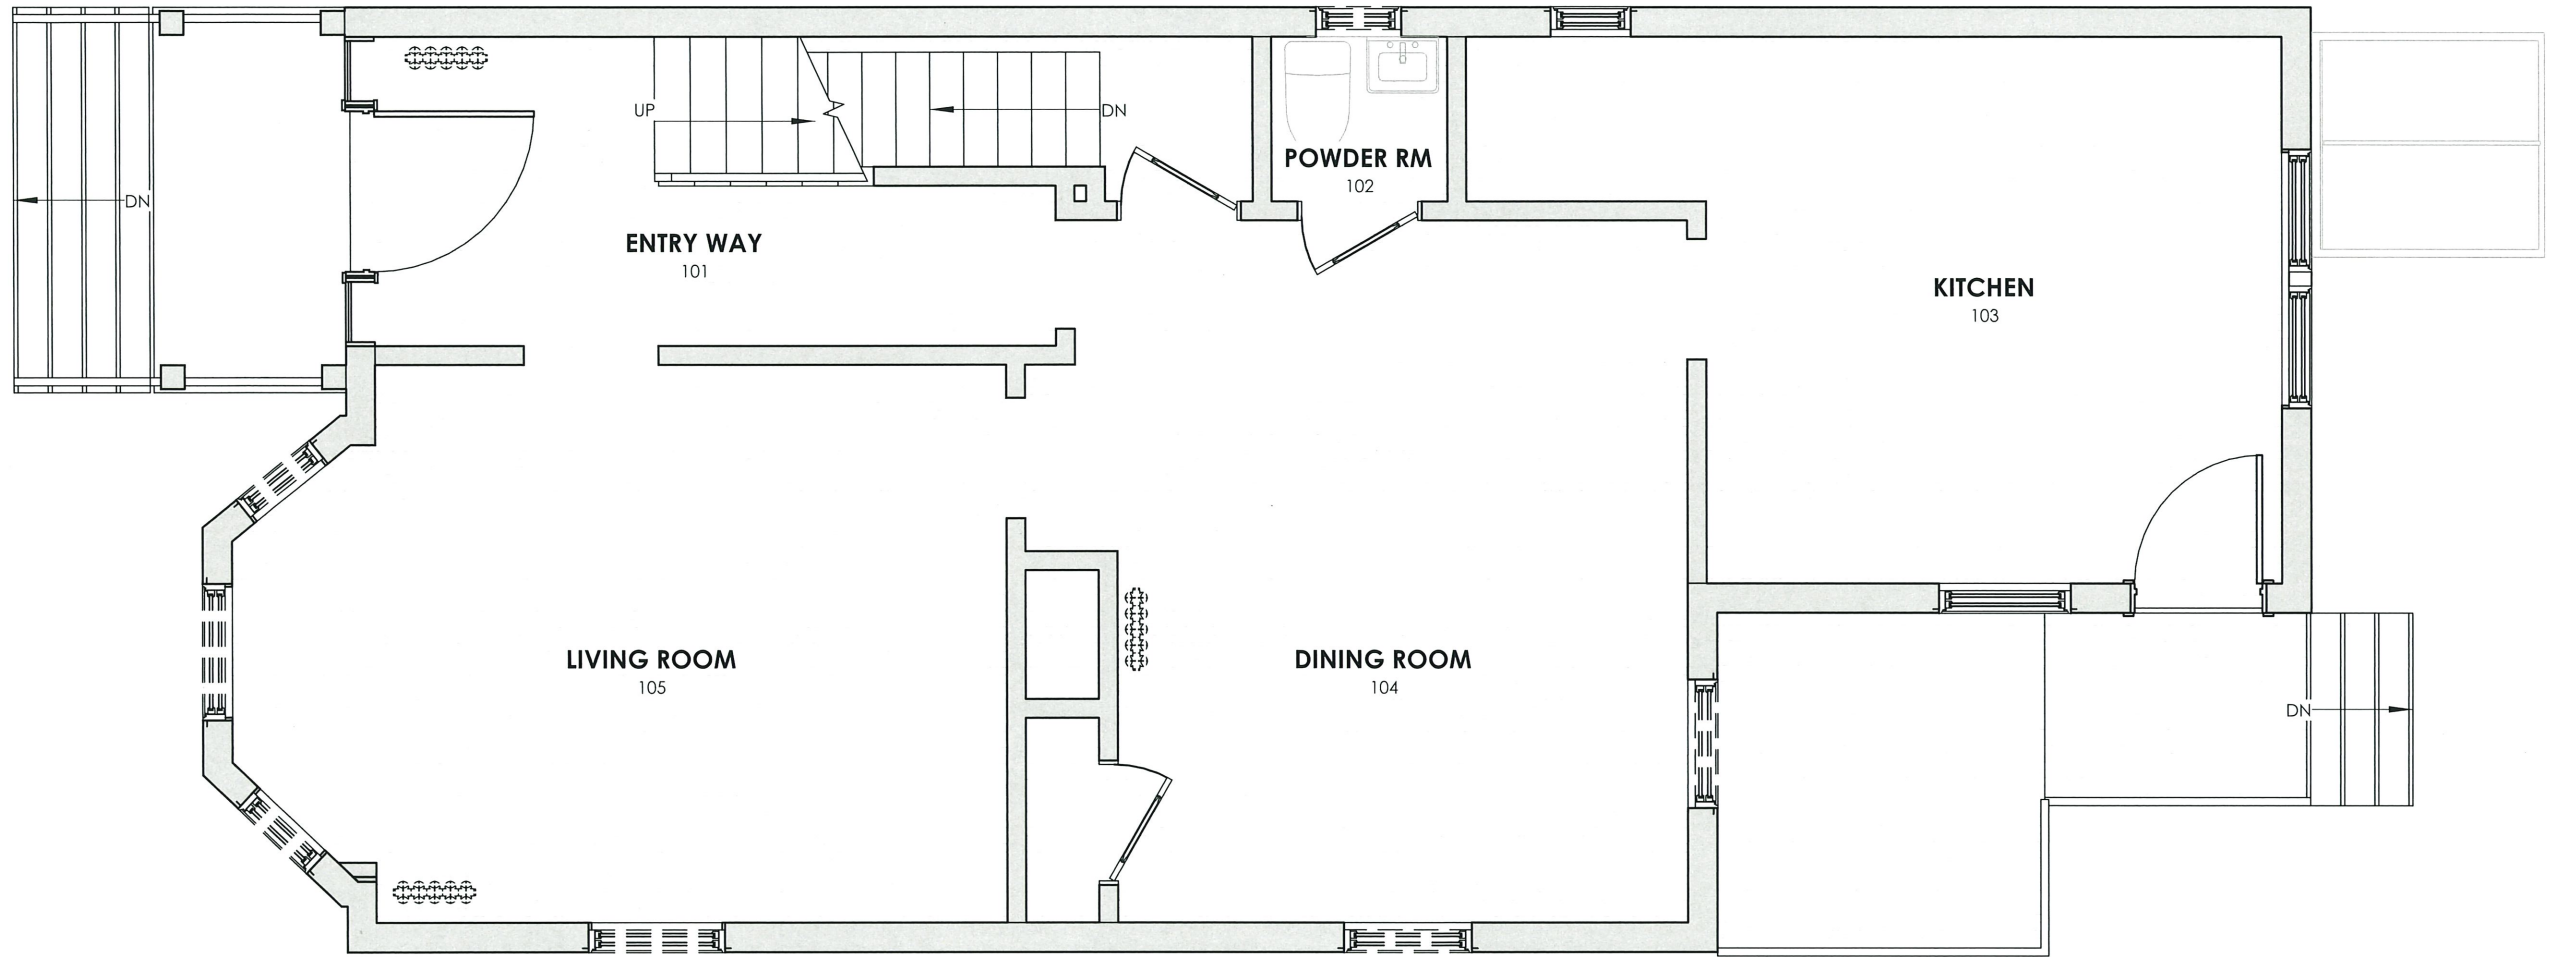 UP
DN
POWDER RM
102
DN
ENTRY WAY
101
KITCHEN
103
LIVING ROOM
105
DINING ROOM
104
DN